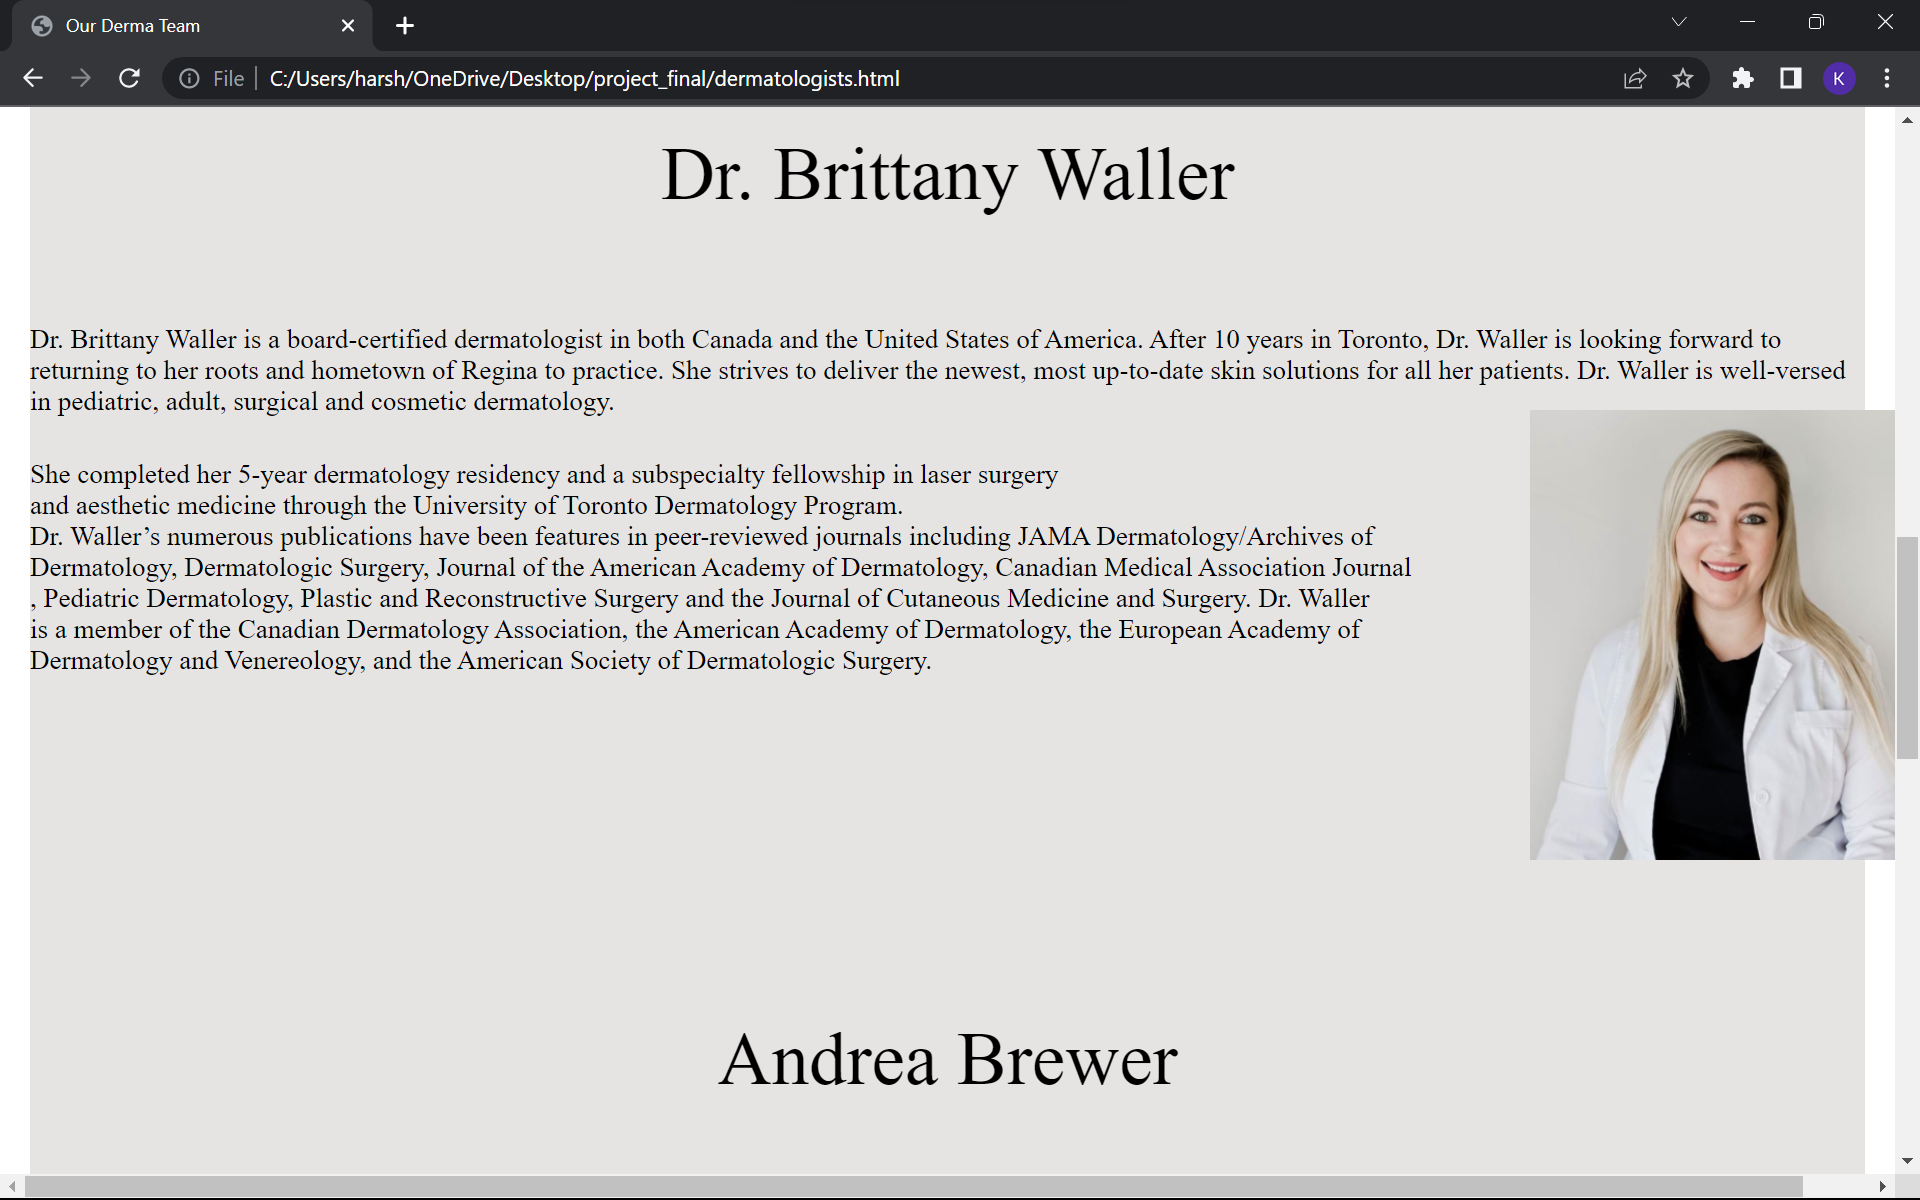 Our Derma Team
File
C:/Users/harsh/OneDrive/Desktop/project_final/dermatologists.html
K
Dr. Brittany Waller
Dr. Brittany Waller is a board-certified dermatologist in both Canada and the United States of America. After 10 years in Toronto, Dr. Waller is looking forward to
returning to her roots and hometown of Regina to practice. She strives to deliver the newest, most up-to-date skin solutions for all her patients. Dr. Waller is well-versed
in pediatric, adult, surgical and cosmetic dermatology.
She completed her 5-year dermatology residency and a subspecialty fellowship in laser surgery
and aesthetic medicine through the University of Toronto Dermatology Program.
Dr. Waller’s numerous publications have been features in peer-reviewed journals including JAMA Dermatology/Archives of
Dermatology, Dermatologic Surgery, Journal of the American Academy of Dermatology, Canadian Medical Association Journal
, Pediatric Dermatology, Plastic and Reconstructive Surgery and the Journal of Cutaneous Medicine and Surgery. Dr. Waller
is a member of the Canadian Dermatology Association, the American Academy of Dermatology, the European Academy of
Dermatology and Venereology, and the American Society of Dermatologic Surgery.
Andrea Brewer